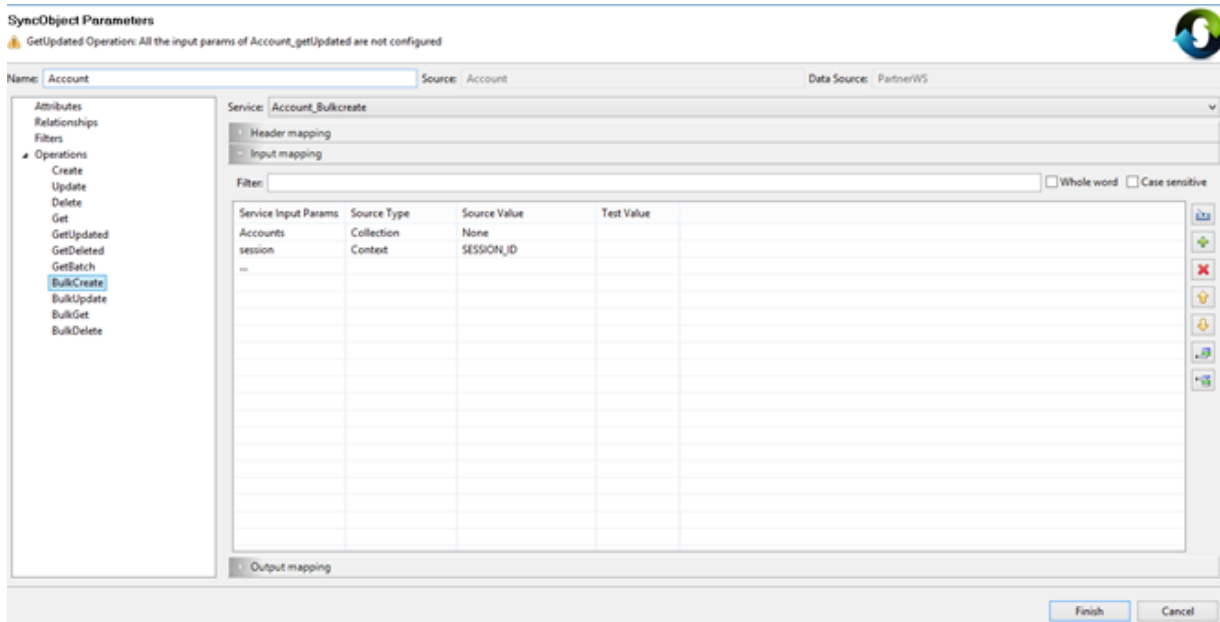 SyncObject Parameters
GetUpdated Operation: All the input params of Account_getUpdated are not configured
Name: Account Source: Account Data Source: PartnerWS
Attributes
Relationships
Filters
Operations
Create
Update
Delete
Get
GetUpdated
GetDeleted
GetBatch
BulkCreate
BulkUpdate
BulkGet
BulkDelete
Service: Account_Bulkcreate
Header mapping
Input mapping
Filter: Whole word Case sensitive
Service Input Params Source Type Source Value Test Value
Accounts Collection None
session Context SESSION_ID
...
Output mapping
Finish Cancel